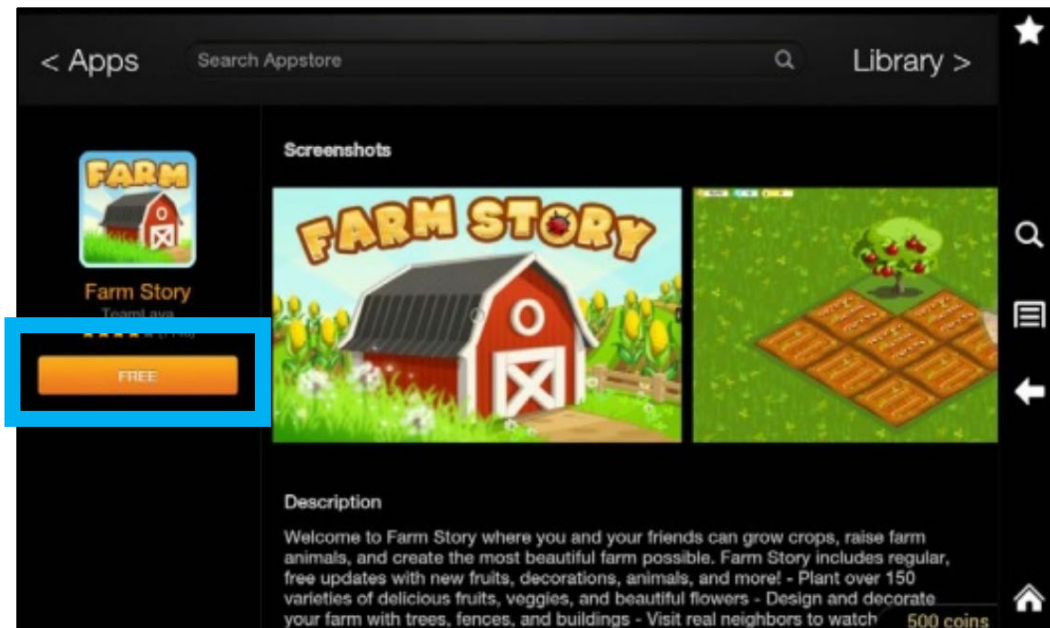 < Apps
Search Appstore
Library >
Screenshots
FARM
FARM STORY
Farm Story
TeamLava
FREE
Description
Welcome to Farm Story where you and your friends can grow crops, raise farm
animals, and create the most beautiful farm possible. Farm Story includes regular,
free updates with new fruits, decorations, animals, and more! - Plant over 150
varieties of delicious fruits, veggies, and beautiful flowers - Design and decorate
your farm with trees, fences, and buildings - Visit real neighbors to watch
500 coins